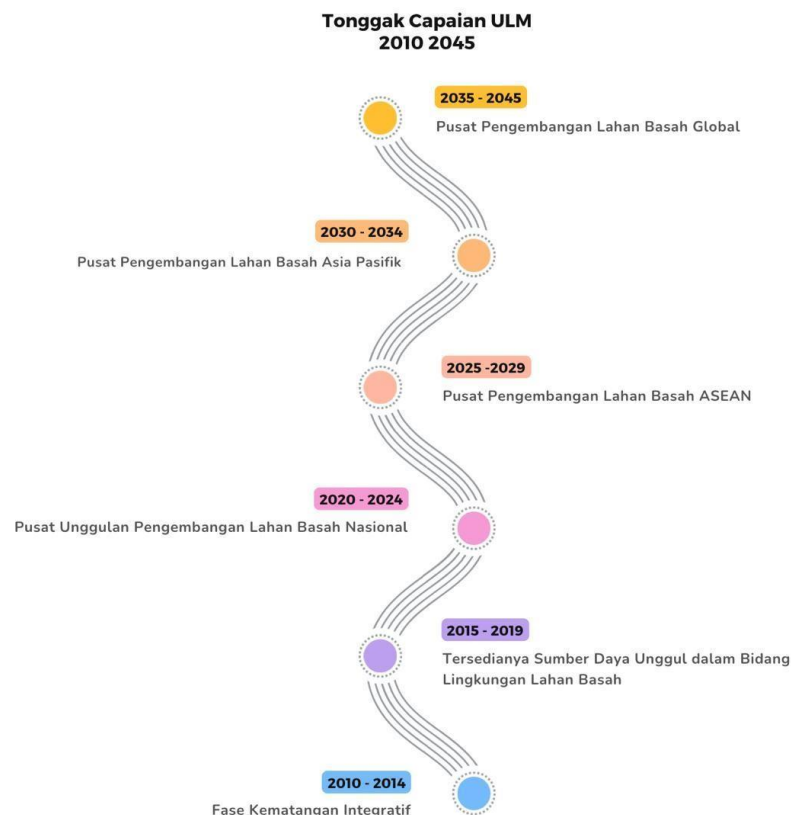 Tonggak Capaian ULM
2010 2045
2035 - 2045
Pusat Pengembangan Lahan Basah Global
2030 - 2034
Pusat Pengembangan Lahan Basah Asia Pasifik
2025 -2029
Pusat Pengembangan Lahan Basah ASEAN
2020 - 2024
Pusat Unggulan Pengembangan Lahan Basah Nasional
2015 - 2019
Tersedianya Sumber Daya Unggul dalam Bidang
Lingkungan Lahan Basah
2010 - 2014
Fase Kematangan Integratif